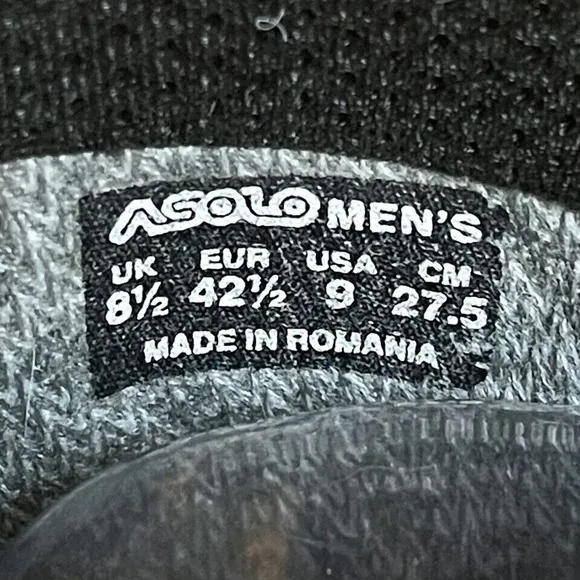 ASOLO MEN'S
UK EUR USA CM
8½ 42½ 9 27.5
MADE IN ROMANIA